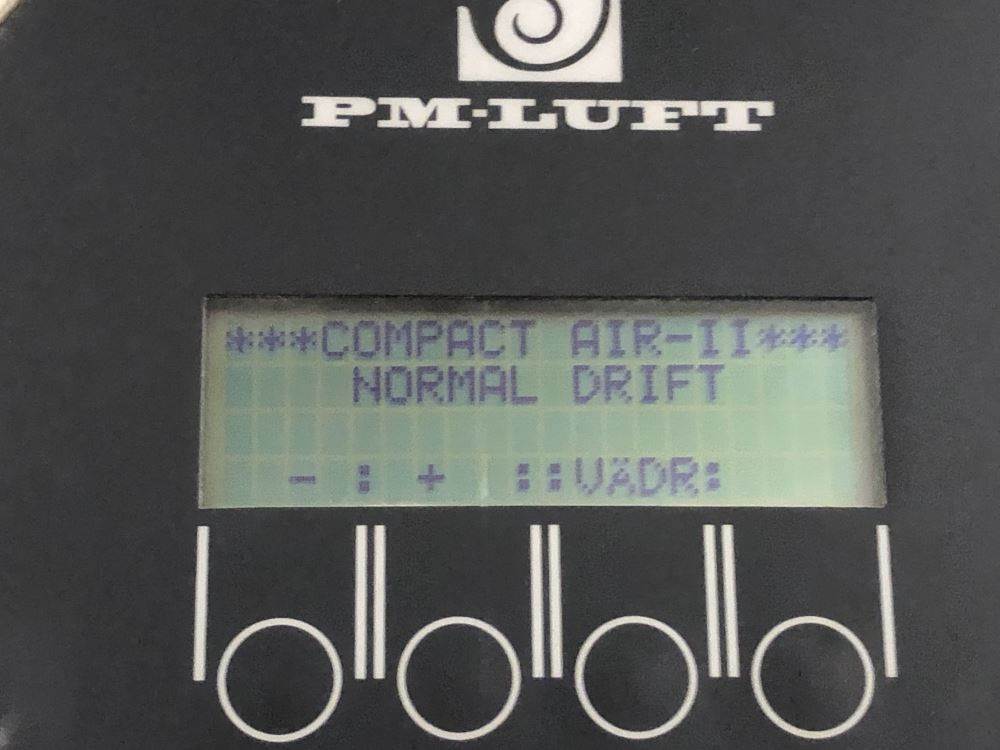 PM-LUFT
***COMPACT AIR-II***
NORMAL DRIFT
- : + ::VÄDR: